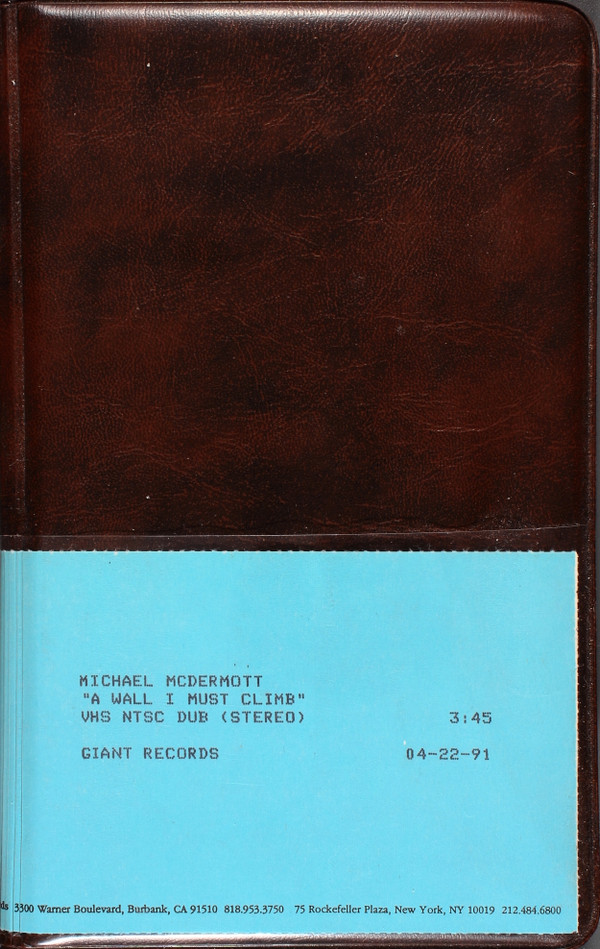 MICHAEL MCDERMOTT
"A WALL I MUST CLIMB"
VHS NTSC DUB (STEREO) 3:45
GIANT RECORDS 04-22-91
ds 3300 Warner Boulevard, Burbank, CA 91510 818.953.3750 75 Rockefeller Plaza, New York, NY 10019 212.484.6800